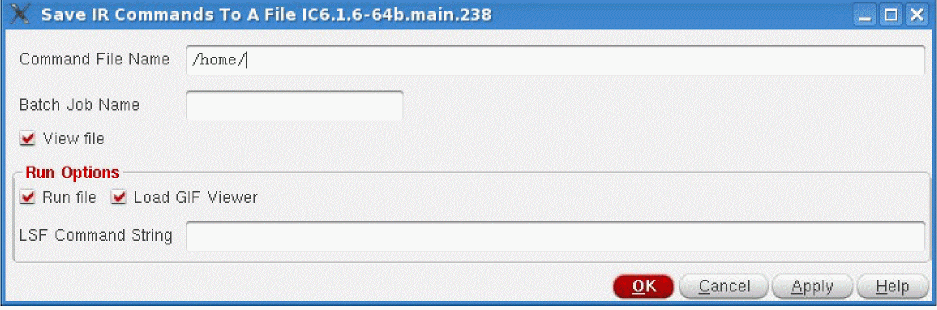 Save IR Commands To A File IC6.1.6-64b.main.238
Command File Name /home/
Batch Job Name
View file
Run Options
Run file Load GIF Viewer
LSF Command String
OK Cancel Apply Help